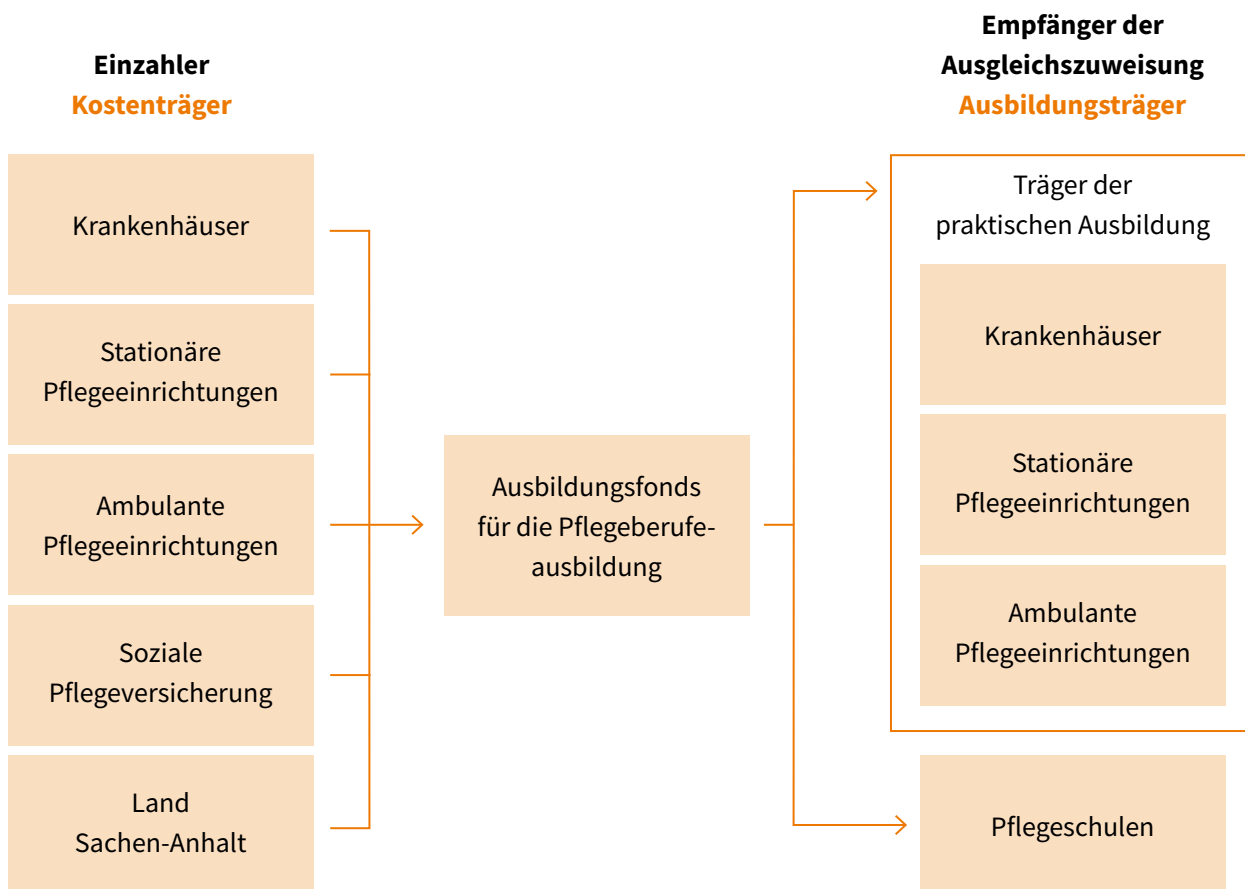 Einzahler
Kostenträger
Krankenhäuser
Stationäre
Pflegeeinrichtungen
Ambulante
Pflegeeinrichtungen
Soziale
Pflegeversicherung
Land
Sachen-Anhalt
Ausbildungsfonds
für die Pflegeberufe-
ausbildung
Empfänger der
Ausgleichszuweisung
Ausbildungsträger
Träger der
praktischen Ausbildung
Krankenhäuser
Stationäre
Pflegeeinrichtungen
Ambulante
Pflegeeinrichtungen
Pflegeschulen